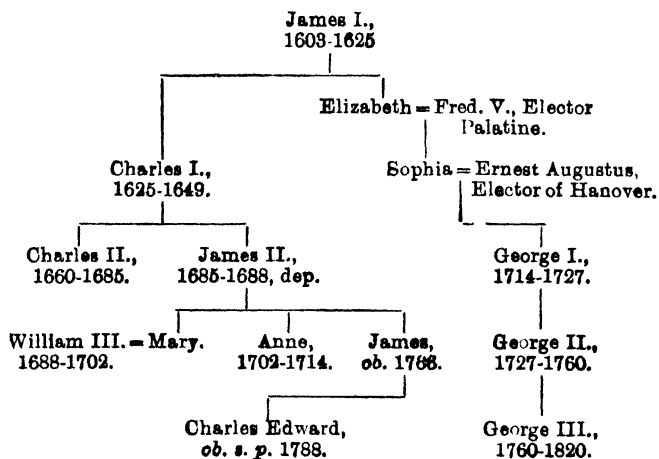 James I.,
1603-1625
Elizabeth = Fred. V., Elector
Palatine.
Charles I.,
1625-1649.
Sophia = Ernest Augustus,
Elector of Hanover.
Charles II.,
1660-1685.
James II.,
1685-1688, dep.
George I.,
1714-1727.
William III. = Mary.
1688-1702.
Anne,
1702-1714.
James,
ob. 1766.
George II.,
1727-1760.
Charles Edward,
ob. s. p. 1788.
George III.,
1760-1820.